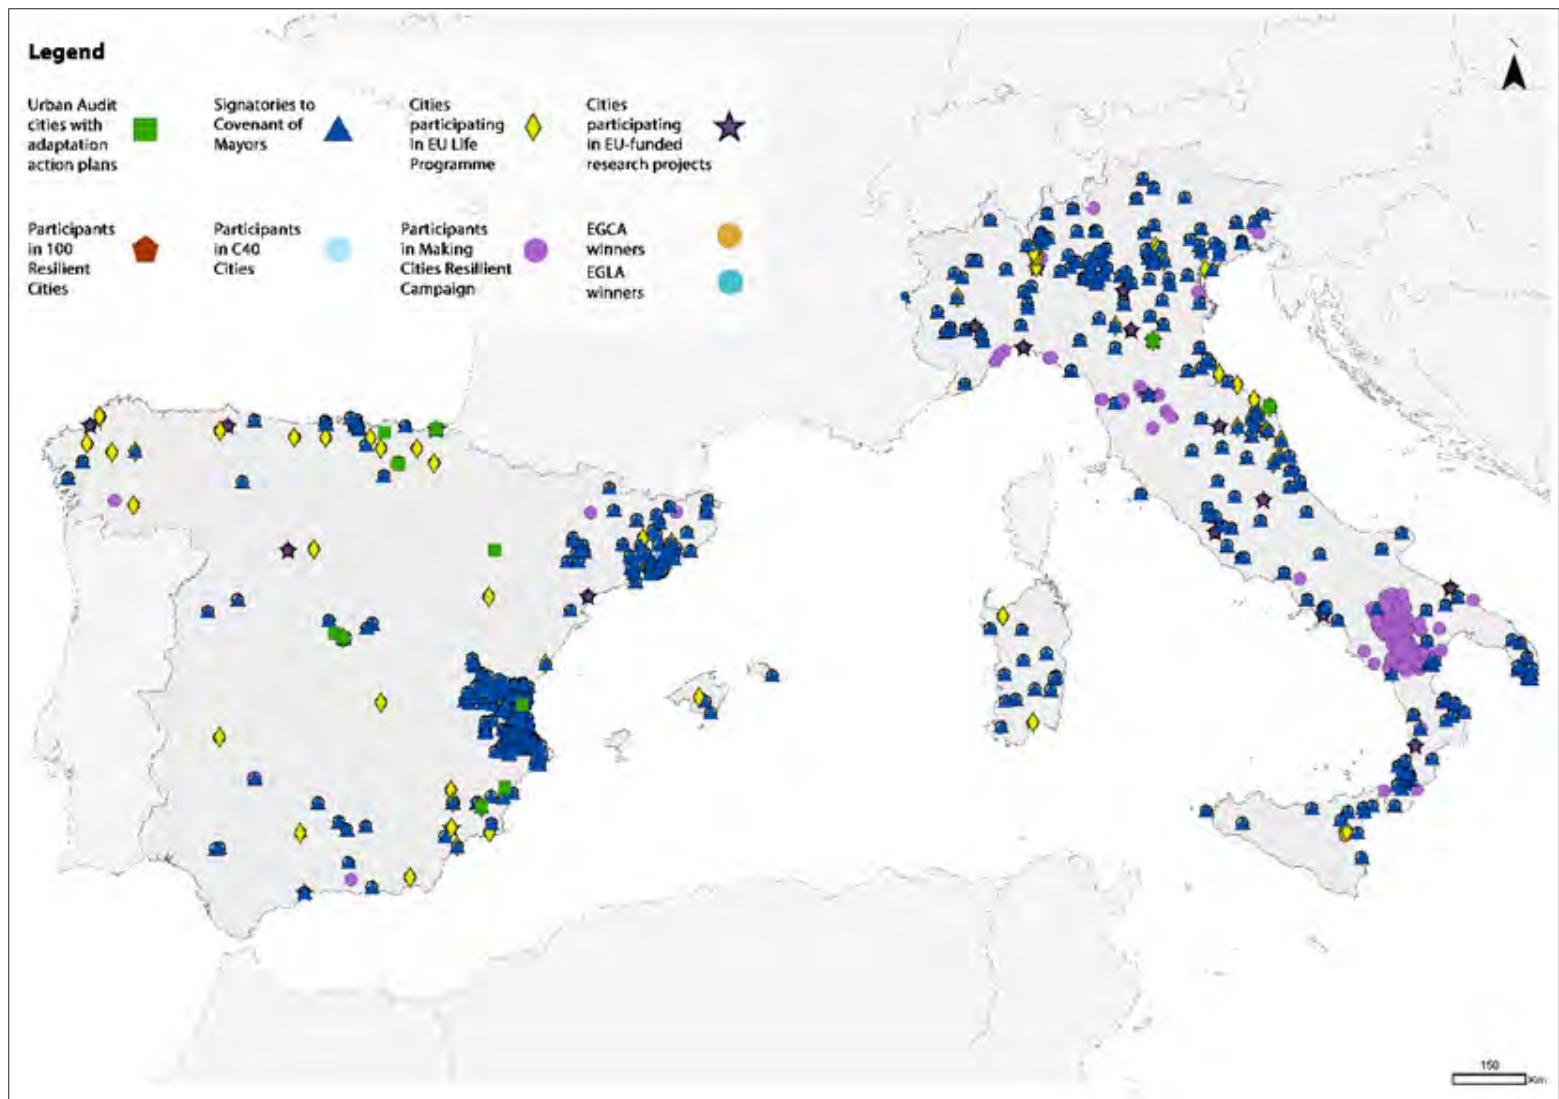 Legend
Urban Audit
cities with
adaptation
action plans
Signatories to
Covenant of
Mayors
Cities
participating
in EU Life
Programme
Cities
participating
in EU-funded
research projects
Participants
in 100
Resilient
Cities
Participants
in C40
Cities
Participants
in Making
Cities Resillient
Campaign
EGCA
winners
EGLA
winners
150
Km